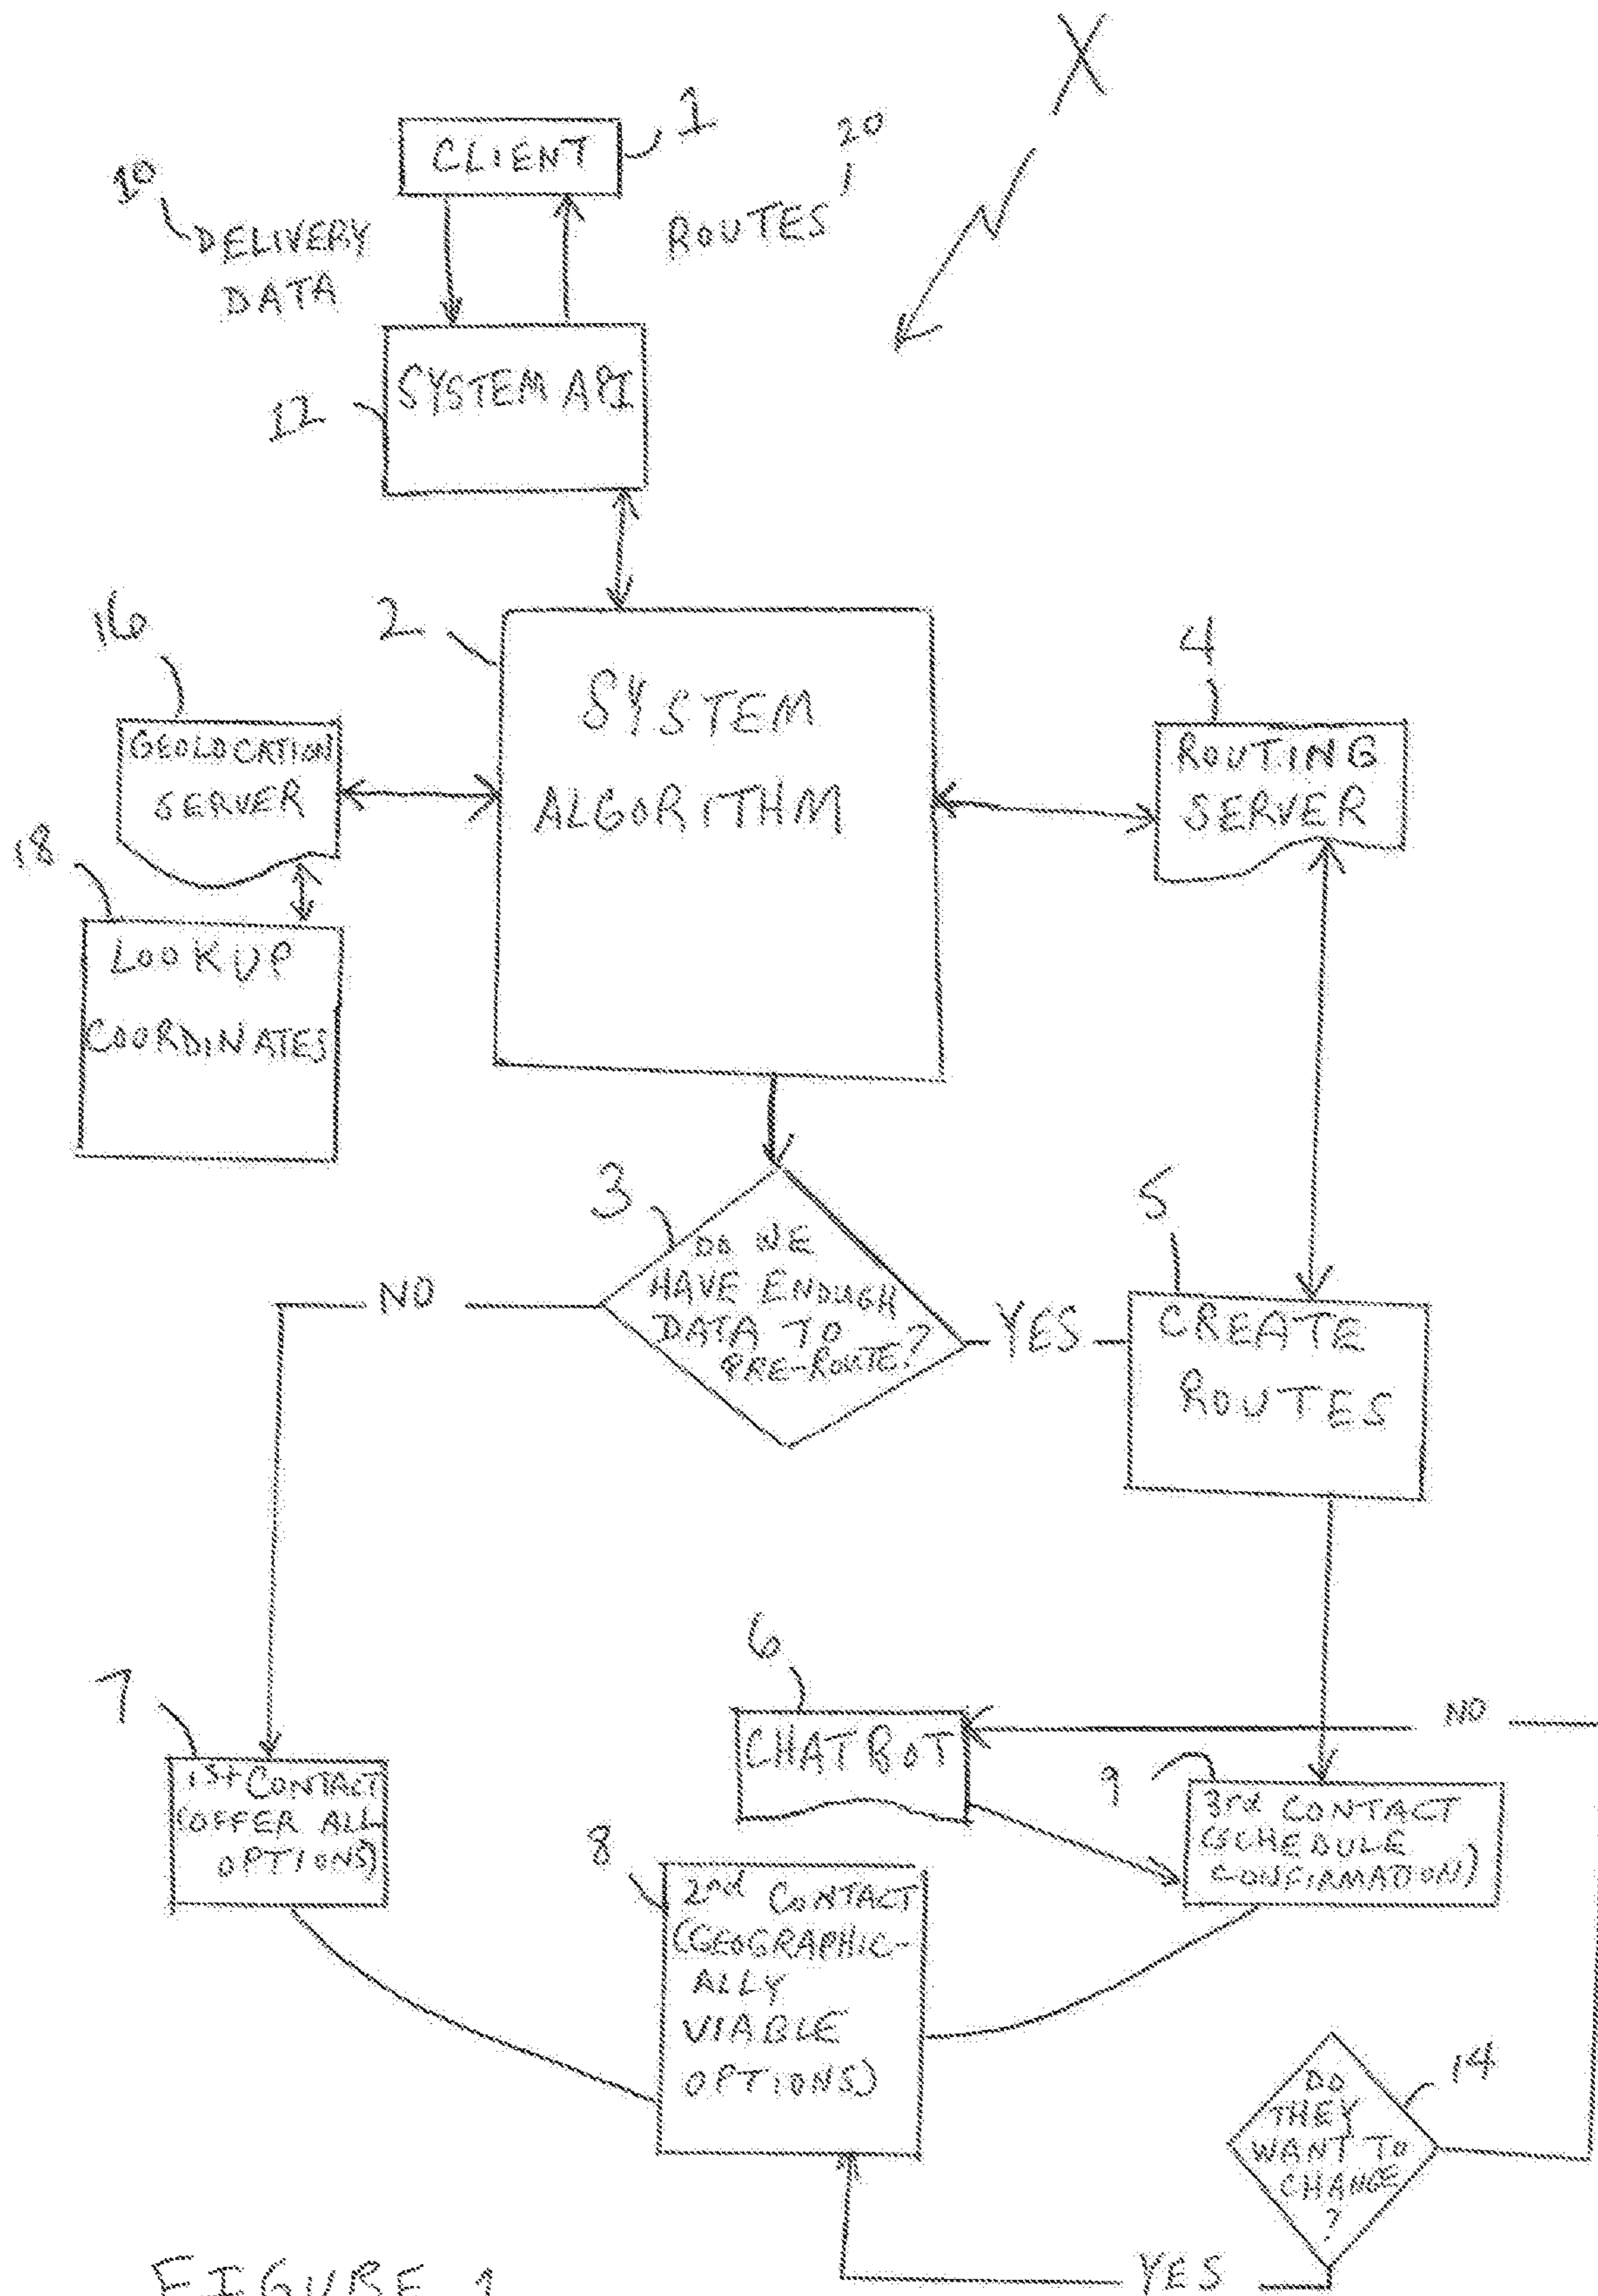 X
CLIENT
1
20
10
DELIVERY
DATA
ROUTES
SYSTEM API
12
16
2
4
SYSTEM
ALGORITHM
GEOLOCATION
SERVER
ROUTING
SERVER
18
LOOKUP
COORDINATES
3
5
DO WE
HAVE ENOUGH
DATA TO
PRE-ROUTE?
NO
YES
CREATE
ROUTES
6
7
CHATBOT
NO
1st CONTACT
(OFFER ALL
OPTIONS)
9
3rd CONTACT
(SCHEDULE
CONFIRMATION)
8
2nd CONTACT
(GEOGRAPHIC-
ALLY
VIABLE
OPTIONS)
14
DO
THEY
WANT TO
CHANGE
?
YES
FIGURE 1